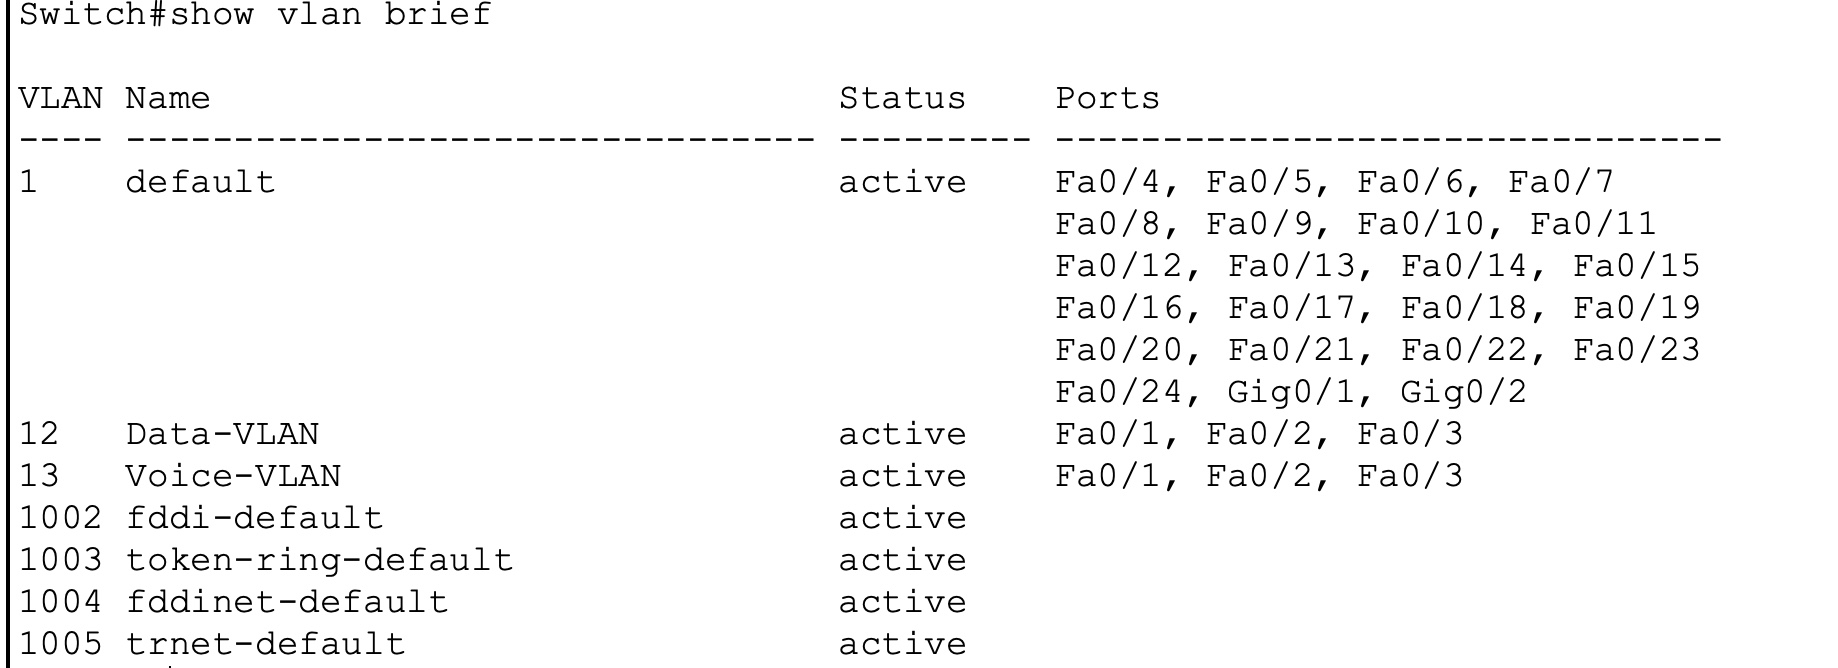 Switch#show vlan brief

VLAN Name                             Status    Ports
---- -------------------------------- --------- -------------------------------
1    default                          active    Fa0/4, Fa0/5, Fa0/6, Fa0/7
                                                Fa0/8, Fa0/9, Fa0/10, Fa0/11
                                                Fa0/12, Fa0/13, Fa0/14, Fa0/15
                                                Fa0/16, Fa0/17, Fa0/18, Fa0/19
                                                Fa0/20, Fa0/21, Fa0/22, Fa0/23
                                                Fa0/24, Gig0/1, Gig0/2
12   Data-VLAN                        active    Fa0/1, Fa0/2, Fa0/3
13   Voice-VLAN                       active    Fa0/1, Fa0/2, Fa0/3
1002 fddi-default                     active
1003 token-ring-default               active
1004 fddinet-default                  active
1005 trnet-default                    active